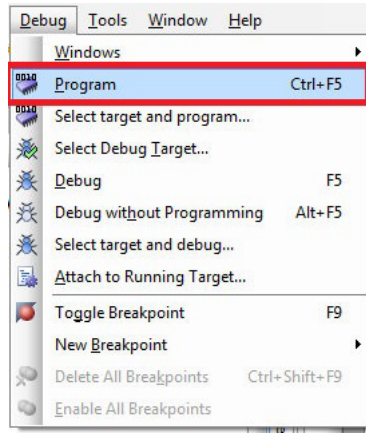 Debug Tools Window Help
Windows
Program Ctrl+F5
Select target and program...
Select Debug Target...
Debug F5
Debug without Programming Alt+F5
Select target and debug...
Attach to Running Target...
Toggle Breakpoint F9
New Breakpoint
Delete All Breakpoints Ctrl+Shift+F9
Enable All Breakpoints